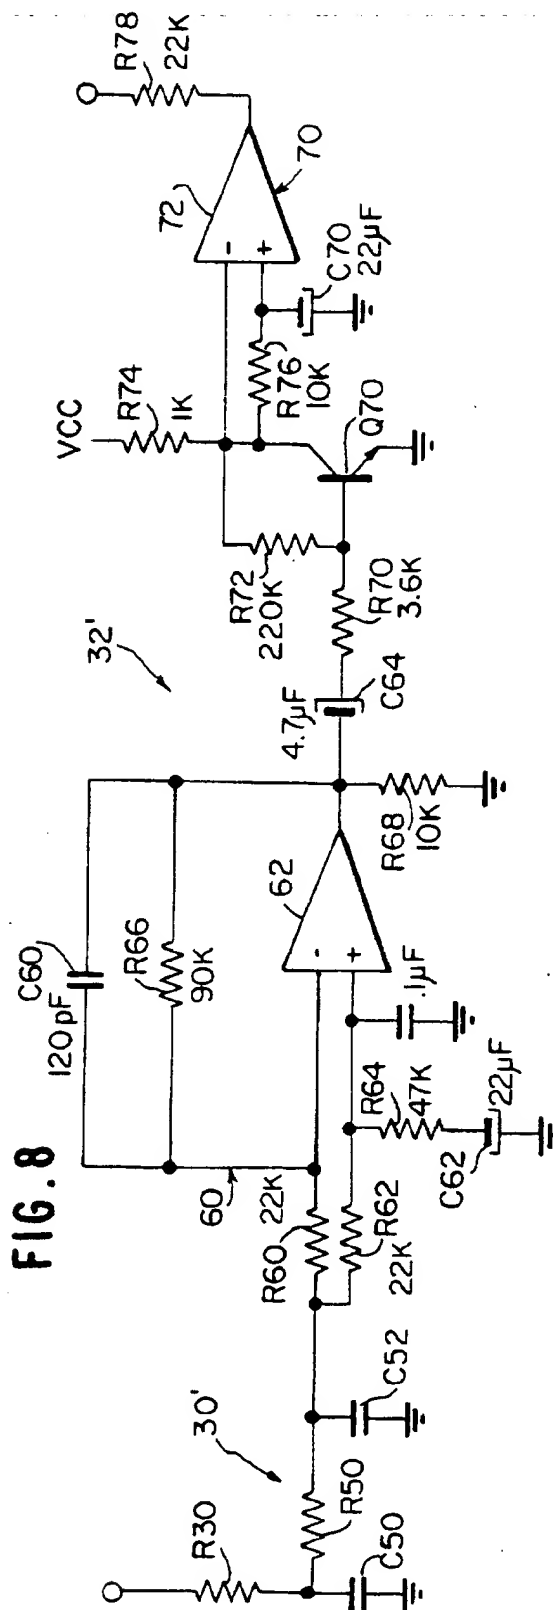 FIG. 8
30'
R30
C50
R50
C52
R60
22K
R62
22K
60
C60
120pF
R66
90K
62
-
+
R64
47K
C62
22µF
.1µF
R68
10K
32'
4.7µF
C64
R70
3.6K
R72
220K
VCC
R74
1K
Q70
R76
10K
C70
22µF
72
-
+
70
R78
22K